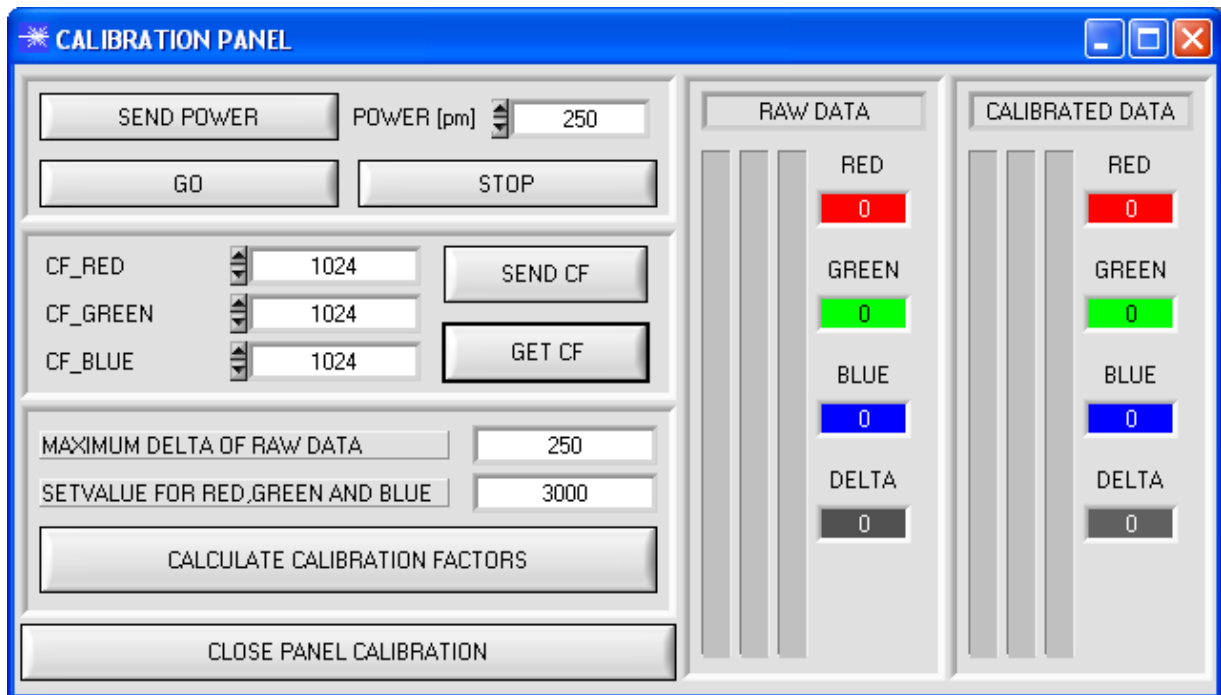 CALIBRATION PANEL
SEND POWER
POWER [pm] 250
GO
STOP
CF_RED 1024
SEND CF
CF_GREEN 1024
CF_BLUE 1024
GET CF
MAXIMUM DELTA OF RAW DATA 250
SETVALUE FOR RED,GREEN AND BLUE 3000
CALCULATE CALIBRATION FACTORS
CLOSE PANEL CALIBRATION
RAW DATA
RED
0
GREEN
0
BLUE
0
DELTA
0
CALIBRATED DATA
RED
0
GREEN
0
BLUE
0
DELTA
0